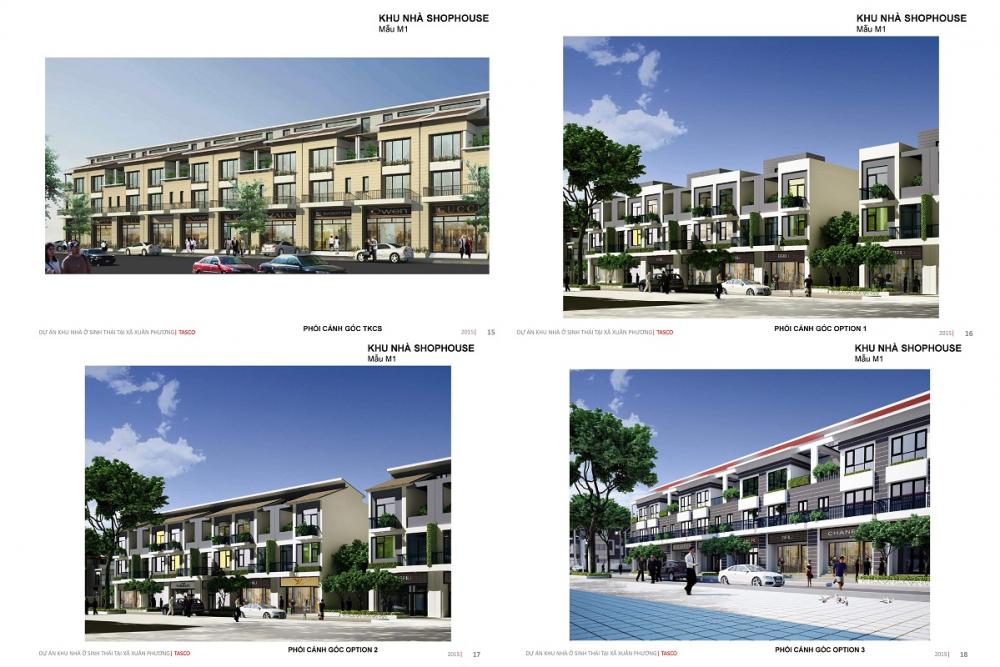 KHU NHÀ SHOPHOUSE
Mẫu M1
ZARA
Owen
GUCCI
DỰ ÁN KHU NHÀ Ở SINH THÁI TẠI XÃ XUÂN PHƯƠNG| TASCO
PHỐI CẢNH GÓC TKCS
2015| 15
KHU NHÀ SHOPHOUSE
Mẫu M1
DỰ ÁN KHU NHÀ Ở SINH THÁI TẠI XÃ XUÂN PHƯƠNG| TASCO
PHỐI CẢNH GÓC OPTION 1
2015| 16
KHU NHÀ SHOPHOUSE
Mẫu M1
DỰ ÁN KHU NHÀ Ở SINH THÁI TẠI XÃ XUÂN PHƯƠNG| TASCO
PHỐI CẢNH GÓC OPTION 2
2015| 17
KHU NHÀ SHOPHOUSE
Mẫu M1
DỰ ÁN KHU NHÀ Ở SINH THÁI TẠI XÃ XUÂN PHƯƠNG| TASCO
PHỐI CẢNH GÓC OPTION 3
2015| 18